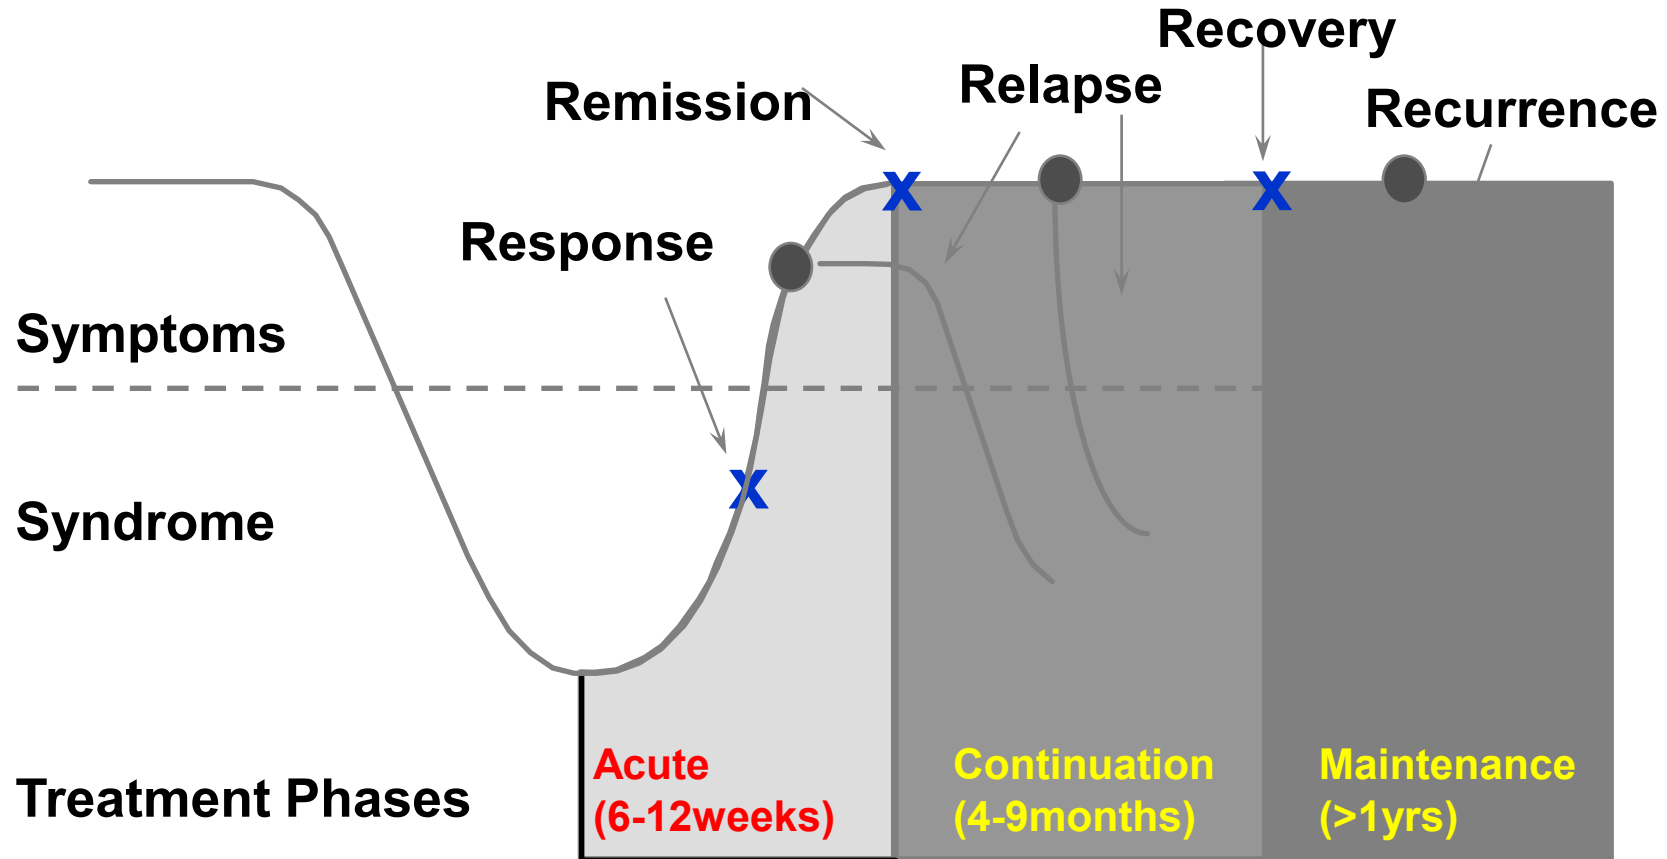 Recovery
Relapse
Remission
Recurrence
x
x
Response
Symptoms
x
Syndrome
Treatment Phases
Acute
(6-12weeks)
Continuation
(4-9months)
Maintenance
(>1yrs)